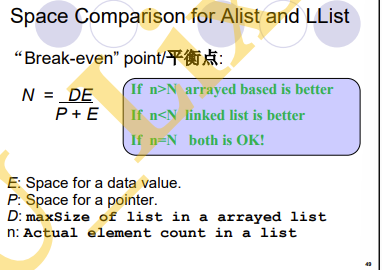 Space Comparison for Alist and LList
“Break-even” point/平衡点:
N = DE
P + E
If n>N arrayed based is better
If n<N linked list is better
If n=N both is OK!
E: Space for a data value.
P: Space for a pointer.
D: maxSize of list in a arrayed list
n: Actual element count in a list
49